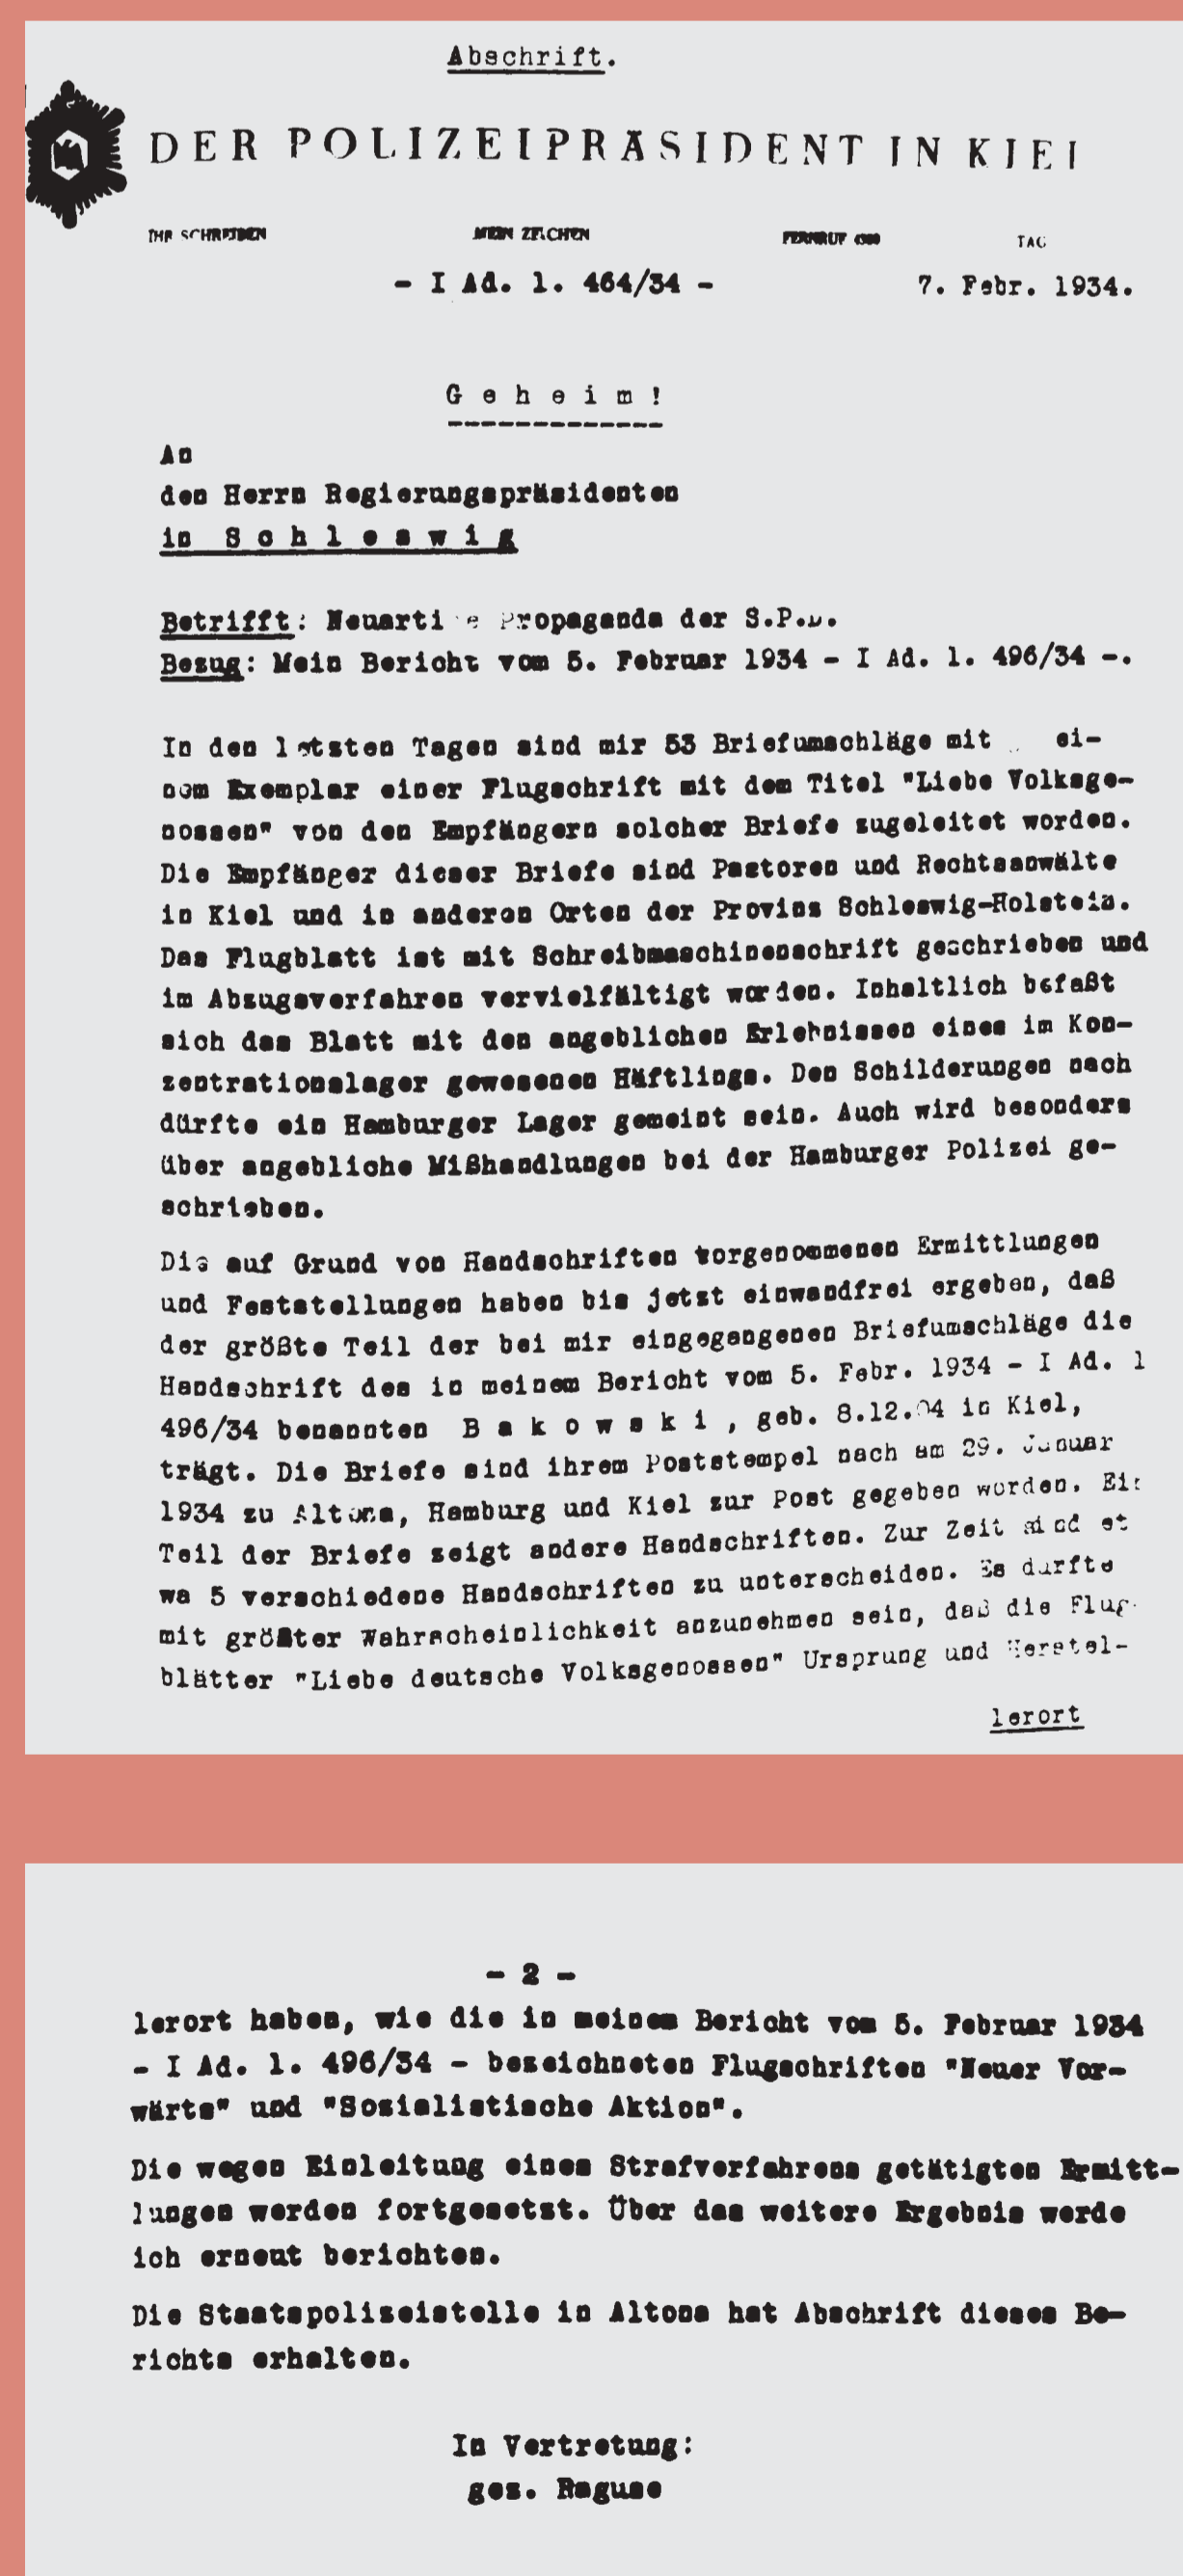 Abschrift.
DER POLIZEIPRÄSIDENT IN KIEL
IHR SCHREIBEN MEIN ZEICHEN FERNRUF TAG
- I Ad. 1. 464/34 - 7. Febr. 1934.
G e h e i m !
An
den Herrn Regierungspräsidenten
in S c h l e s w i g
Betrifft: Neuartige Propaganda der S.P.D.
Bezug: Mein Bericht vom 5. Februar 1934 - I Ad. 1. 496/34 -.
In den letzten Tagen sind mir 53 Briefumschläge mit ei-
nem Exemplar einer Flugschrift mit dem Titel "Liebe Volksge-
nossen" von den Empfängern solcher Briefe zugeleitet worden.
Die Empfänger dieser Briefe sind Pastoren und Rechtsanwälte
in Kiel und in anderen Orten der Provinz Schleswig-Holstein.
Das Flugblatt ist mit Schreibmaschinenschrift geschrieben und
im Abzugsverfahren vervielfältigt worden. Inhaltlich befaßt
sich das Blatt mit den angeblichen Erlebnissen eines im Kon-
zentrationslager gewesenen Häftlings. Den Schilderungen nach
dürfte ein Hamburger Lager gemeint sein. Auch wird besonders
über angebliche Mißhandlungen bei der Hamburger Polizei ge-
schrieben.
Die auf Grund von Handschriften vorgenommenen Ermittlungen
und Feststellungen haben bis jetzt einwandfrei ergeben, daß
der größte Teil der bei mir eingegangenen Briefumschläge die
Handschrift des in meinem Bericht vom 5. Febr. 1934 - I Ad. 1
496/34 benannten B a k o w s k i , geb. 8.12.04 in Kiel,
trägt. Die Briefe sind ihrem Poststempel nach am 29. Januar
1934 zu Altona, Hamburg und Kiel zur Post gegeben worden. Ein
Teil der Briefe zeigt andere Handschriften. Zur Zeit sind et
wa 5 verschiedene Handschriften zu unterscheiden. Es dürfte
mit größter Wahrscheinlichkeit anzunehmen sein, daß die Flug-
blätter "Liebe deutsche Volksgenossen" Ursprung und Herstel-
lerort
- 2 -
lerort haben, wie die in meinem Bericht vom 5. Februar 1934
- I Ad. 1. 496/34 - bezeichneten Flugschriften "Neuer Vor-
wärts" und "Sozialistische Aktion".
Die wegen Einleitung eines Strafverfahrens getätigten Ermitt-
lungen werden fortgesetzt. Über das weitere Ergebnis werde
ich erneut berichten.
Die Staatspolizeistelle in Altona hat Abschrift dieses Be-
richts erhalten.
In Vertretung:
gez. Raguse